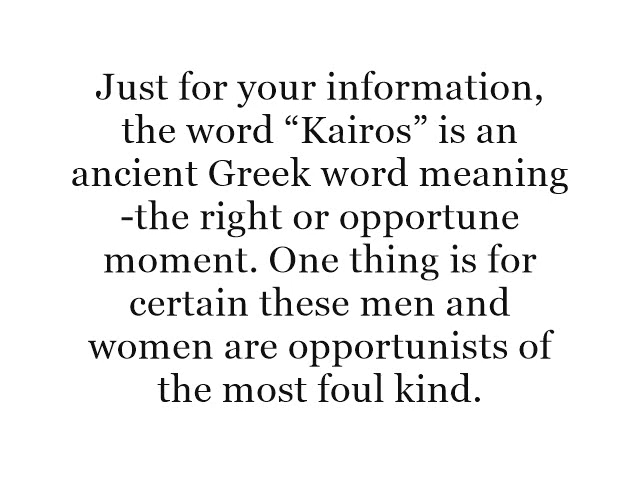 Just for your information,
the word “Kairos” is an
ancient Greek word meaning
-the right or opportune
moment. One thing is for
certain these men and
women are opportunists of
the most foul kind.